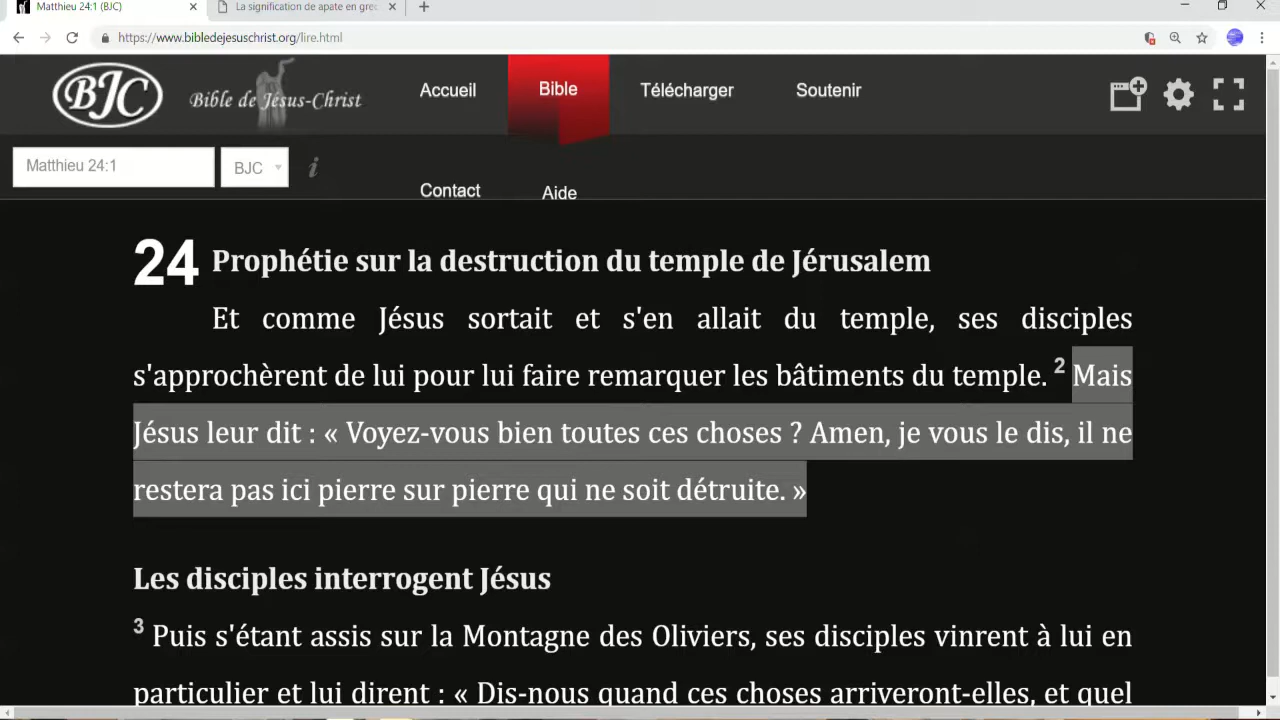 Matthieu 24:1 (BJC)
La signification de apate en grec
https://www.bibledejesuschrist.org/lire.html
BJC
Bible de Jésus-Christ
Accueil
Bible
Télécharger
Soutenir
Matthieu 24:1
BJC
i
Contact
Aide
24 Prophétie sur la destruction du temple de Jérusalem
Et comme Jésus sortait et s'en allait du temple, ses disciples
s'approchèrent de lui pour lui faire remarquer les bâtiments du temple. 2 Mais
Jésus leur dit : « Voyez-vous bien toutes ces choses ? Amen, je vous le dis, il ne
restera pas ici pierre sur pierre qui ne soit détruite. »
Les disciples interrogent Jésus
3 Puis s'étant assis sur la Montagne des Oliviers, ses disciples vinrent à lui en
particulier et lui dirent : « Dis-nous quand ces choses arriveront-elles, et quel